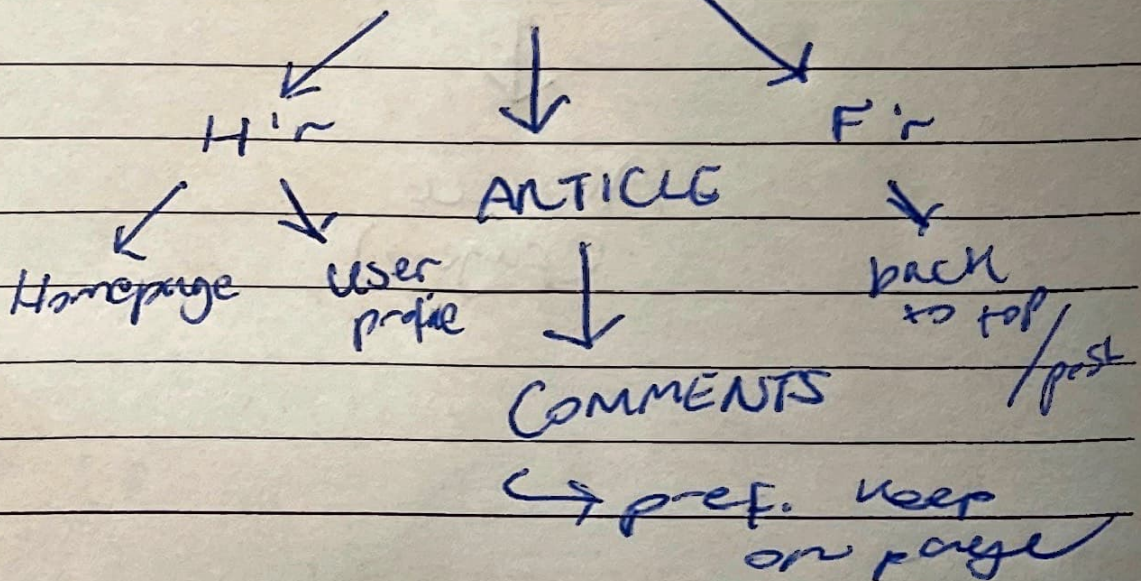 H'r
F'r
ARTICLE
Homepage
user
profile
back
to top
/post
COMMENTS
↳ pref. keep
on page